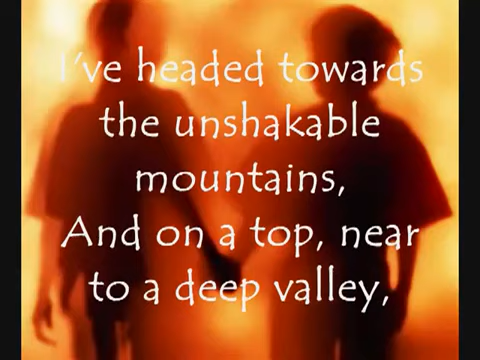 I've headed towards
the unshakable
mountains,
And on a top, near
to a deep valley,